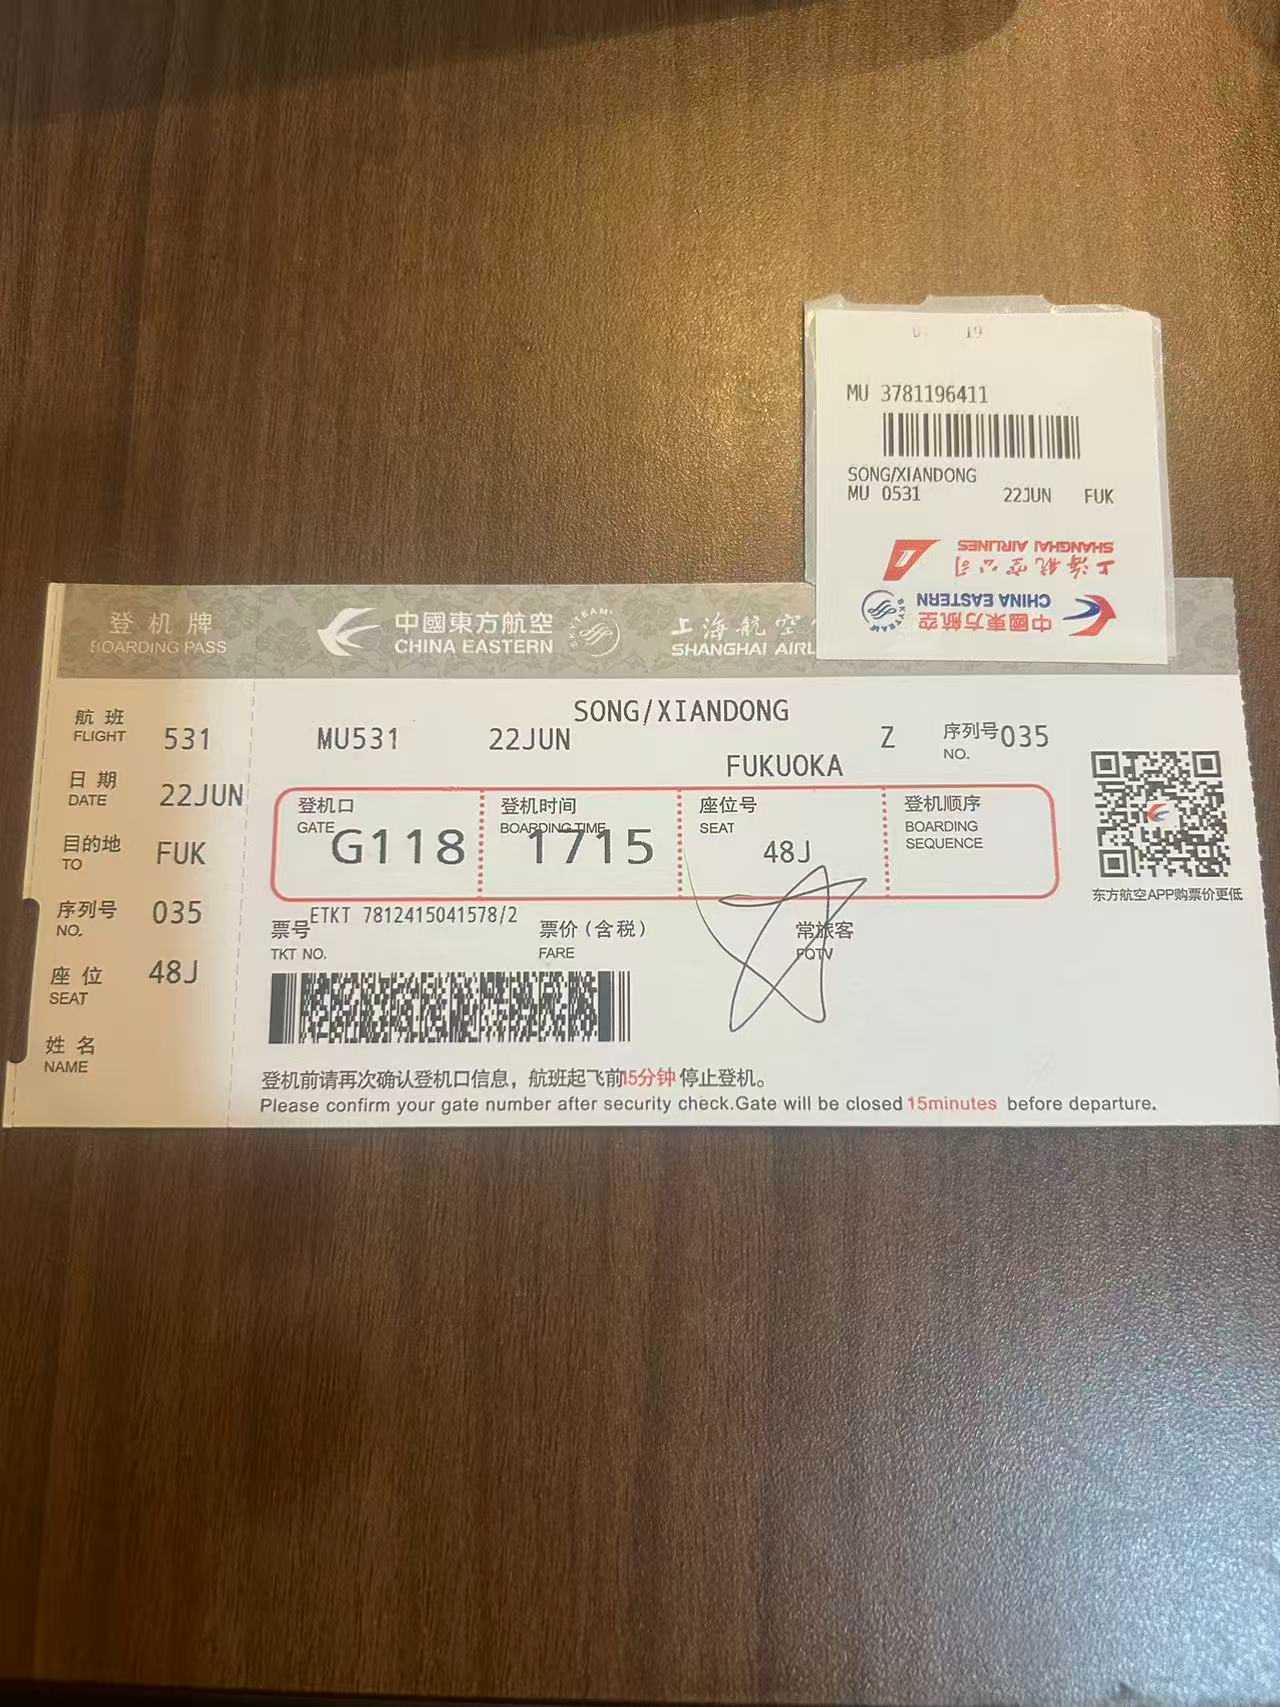 MU 3781196411
SONG/XIANDONG
MU 0531 22JUN FUK
上海航空公司
SHANGHAI AIRLINES
中國東方航空
CHINA EASTERN
SKYTEAM
登机牌
BOARDING PASS
中國東方航空
CHINA EASTERN
SKYTEAM
上海航空
SHANGHAI AIRL
航班
FLIGHT 531
日期
DATE 22JUN
目的地
TO FUK
序列号
NO. 035
座位
SEAT 48J
姓名
NAME
SONG/XIANDONG
MU531 22JUN Z 序列号 035
NO.
FUKUOKA
登机口 登机时间 座位号 登机顺序
GATE BOARDING TIME SEAT BOARDING
SEQUENCE
G118 1715 48J
东方航空APP购票价更低
票号 ETKT 7812415041578/2 票价(含税) 常旅客
TKT NO. FARE FQTV
登机前请再次确认登机口信息，航班起飞前15分钟 停止登机。
Please confirm your gate number after security check.Gate will be closed 15minutes before departure.